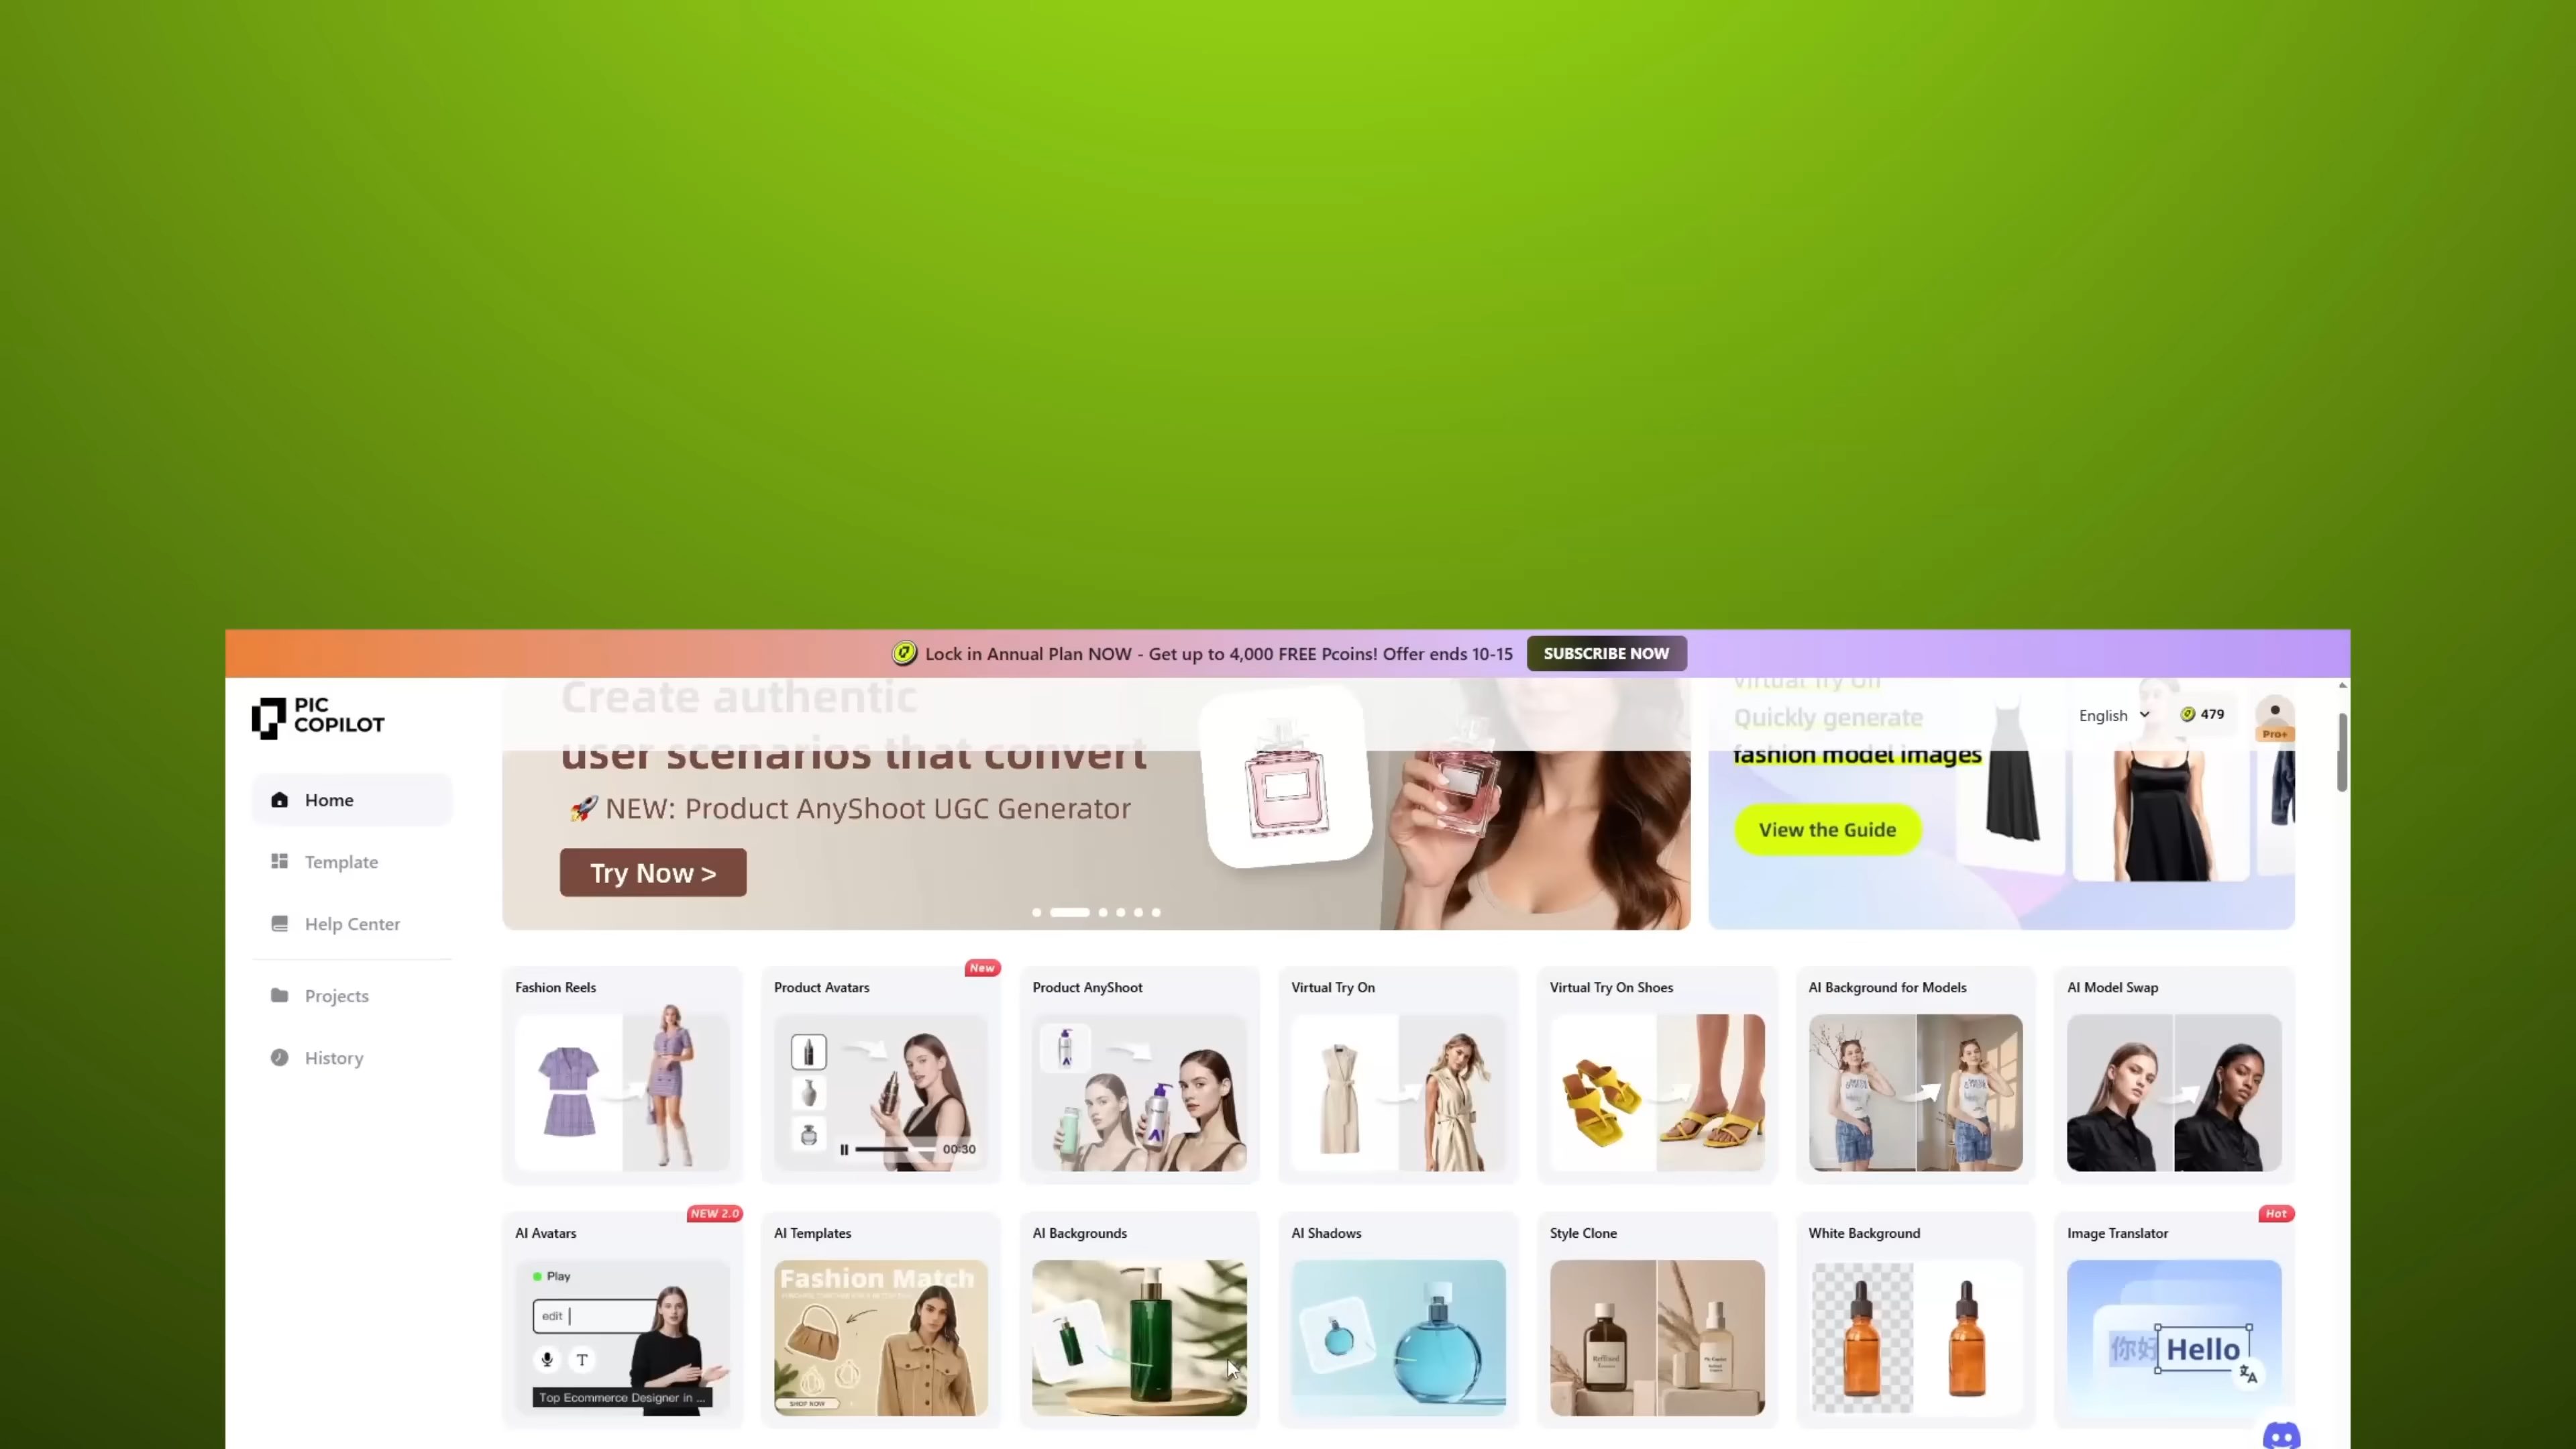 Lock in Annual Plan NOW - Get up to 4,000 FREE Pcoins! Offer ends 10-15
SUBSCRIBE NOW
PIC
COPILOT
English
479
Pro+
Home
Template
Help Center
Projects
History
Create authentic
user scenarios that convert
🚀 NEW: Product AnyShoot UGC Generator
Try Now >
Virtual Try On
Quickly generate
fashion model images
View the Guide
Fashion Reels
New
Product Avatars
00:30
Product AnyShoot
Virtual Try On
Virtual Try On Shoes
AI Background for Models
AI Model Swap
NEW 2.0
AI Avatars
Play
edit
T
Top Ecommerce Designer in ...
AI Templates
Fashion Match
SHOP NOW
AI Backgrounds
AI Shadows
Style Clone
White Background
Hot
Image Translator
你好
Hello